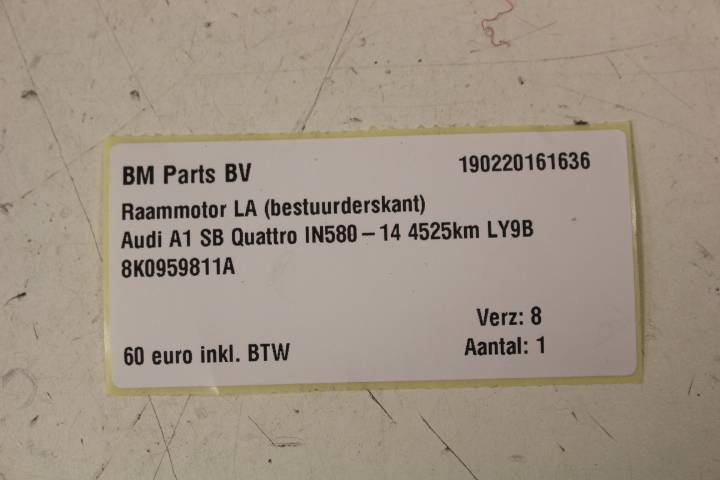 BM Parts BV 190220161636
Raammotor LA (bestuurderskant)
Audi A1 SB Quattro IN580-14 4525km LY9B
8K0959811A
Verz: 8
60 euro inkl. BTW Aantal: 1